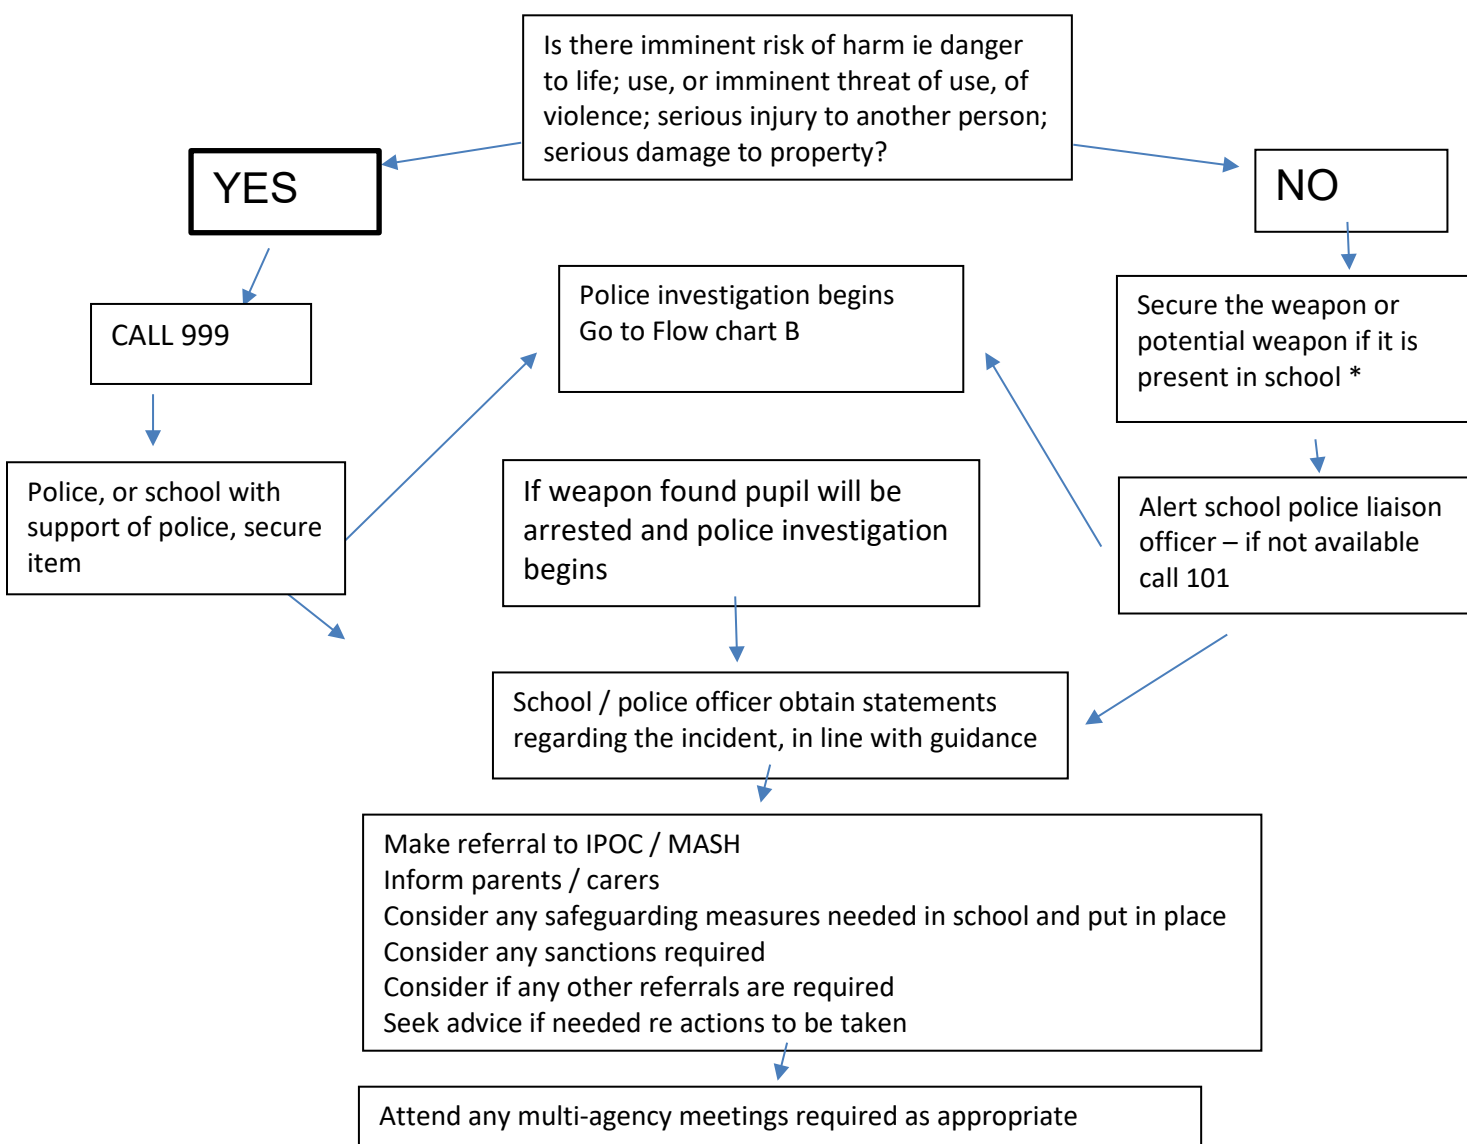 Is there imminent risk of harm ie danger
to life; use, or imminent threat of use, of
violence; serious injury to another person;
serious damage to property?
YES
NO
CALL 999
Police investigation begins
Go to Flow chart B
Secure the weapon or
potential weapon if it is
present in school *
Police, or school with
support of police, secure
item
If weapon found pupil will be
arrested and police investigation
begins
Alert school police liaison
officer – if not available
call 101
School / police officer obtain statements
regarding the incident, in line with guidance
Make referral to IPOC / MASH
Inform parents / carers
Consider any safeguarding measures needed in school and put in place
Consider any sanctions required
Consider if any other referrals are required
Seek advice if needed re actions to be taken
Attend any multi-agency meetings required as appropriate